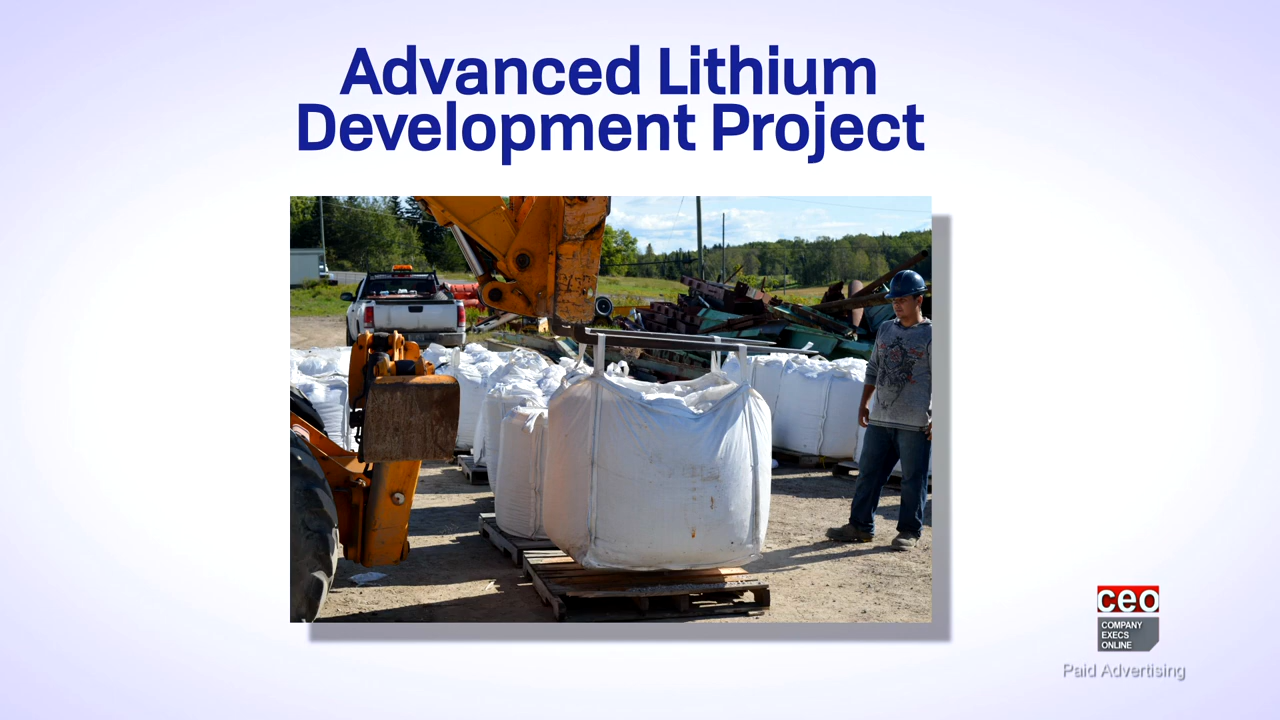 Advanced Lithium
Development Project
ceo
COMPANY
EXECS
ONLINE
Paid Advertising